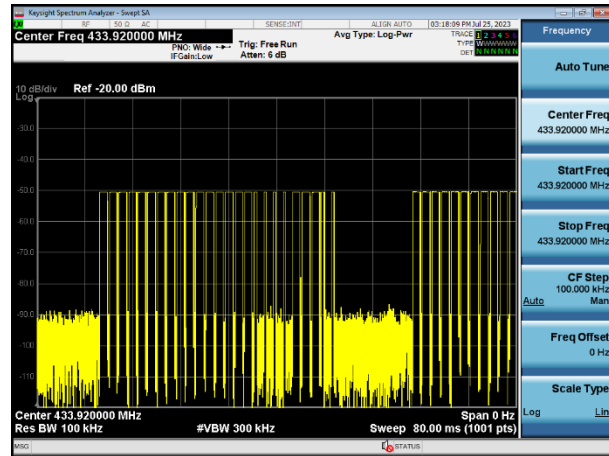 Keysight Spectrum Analyzer - Swept SA
RF 50 Ω AC SENSE:INT ALIGN AUTO 03:18:09 PM Jul 25, 2023
Center Freq 433.920000 MHz
PNO: Wide
IFGain:Low
Trig: Free Run
Atten: 6 dB
Avg Type: Log-Pwr
TRACE 1 2 3 4 5 6
TYPE WWWWWW
DET N N N N N N
10 dB/div Ref -20.00 dBm
Log
-30.0
-40.0
-50.0
-60.0
-70.0
-80.0
-90.0
-100
-110
Center 433.920000 MHz Span 0 Hz
Res BW 100 kHz #VBW 300 kHz Sweep 80.00 ms (1001 pts)
MSG STATUS
Frequency
Auto Tune
Center Freq
433.920000 MHz
Start Freq
433.920000 MHz
Stop Freq
433.920000 MHz
CF Step
100.000 kHz
Auto Man
Freq Offset
0 Hz
Scale Type
Log Lin